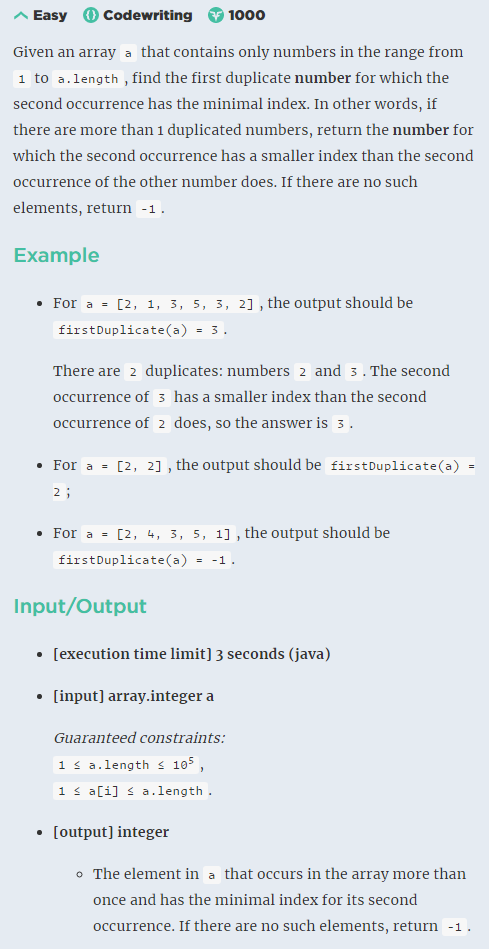 Easy Codewriting 1000
Given an array a that contains only numbers in the range from
1 to a.length, find the first duplicate number for which the
second occurrence has the minimal index. In other words, if
there are more than 1 duplicated numbers, return the number for
which the second occurrence has a smaller index than the second
occurrence of the other number does. If there are no such
elements, return -1.
Example
• For a = [2, 1, 3, 5, 3, 2], the output should be
firstDuplicate(a) = 3.
There are 2 duplicates: numbers 2 and 3. The second
occurrence of 3 has a smaller index than the second
occurrence of 2 does, so the answer is 3.
• For a = [2, 2], the output should be firstDuplicate(a) =
2;
• For a = [2, 4, 3, 5, 1], the output should be
firstDuplicate(a) = -1.
Input/Output
• [execution time limit] 3 seconds (java)
• [input] array.integer a
Guaranteed constraints:
1 ≤ a.length ≤ 10⁵,
1 ≤ a[i] ≤ a.length.
• [output] integer
◦ The element in a that occurs in the array more than
once and has the minimal index for its second
occurrence. If there are no such elements, return -1.